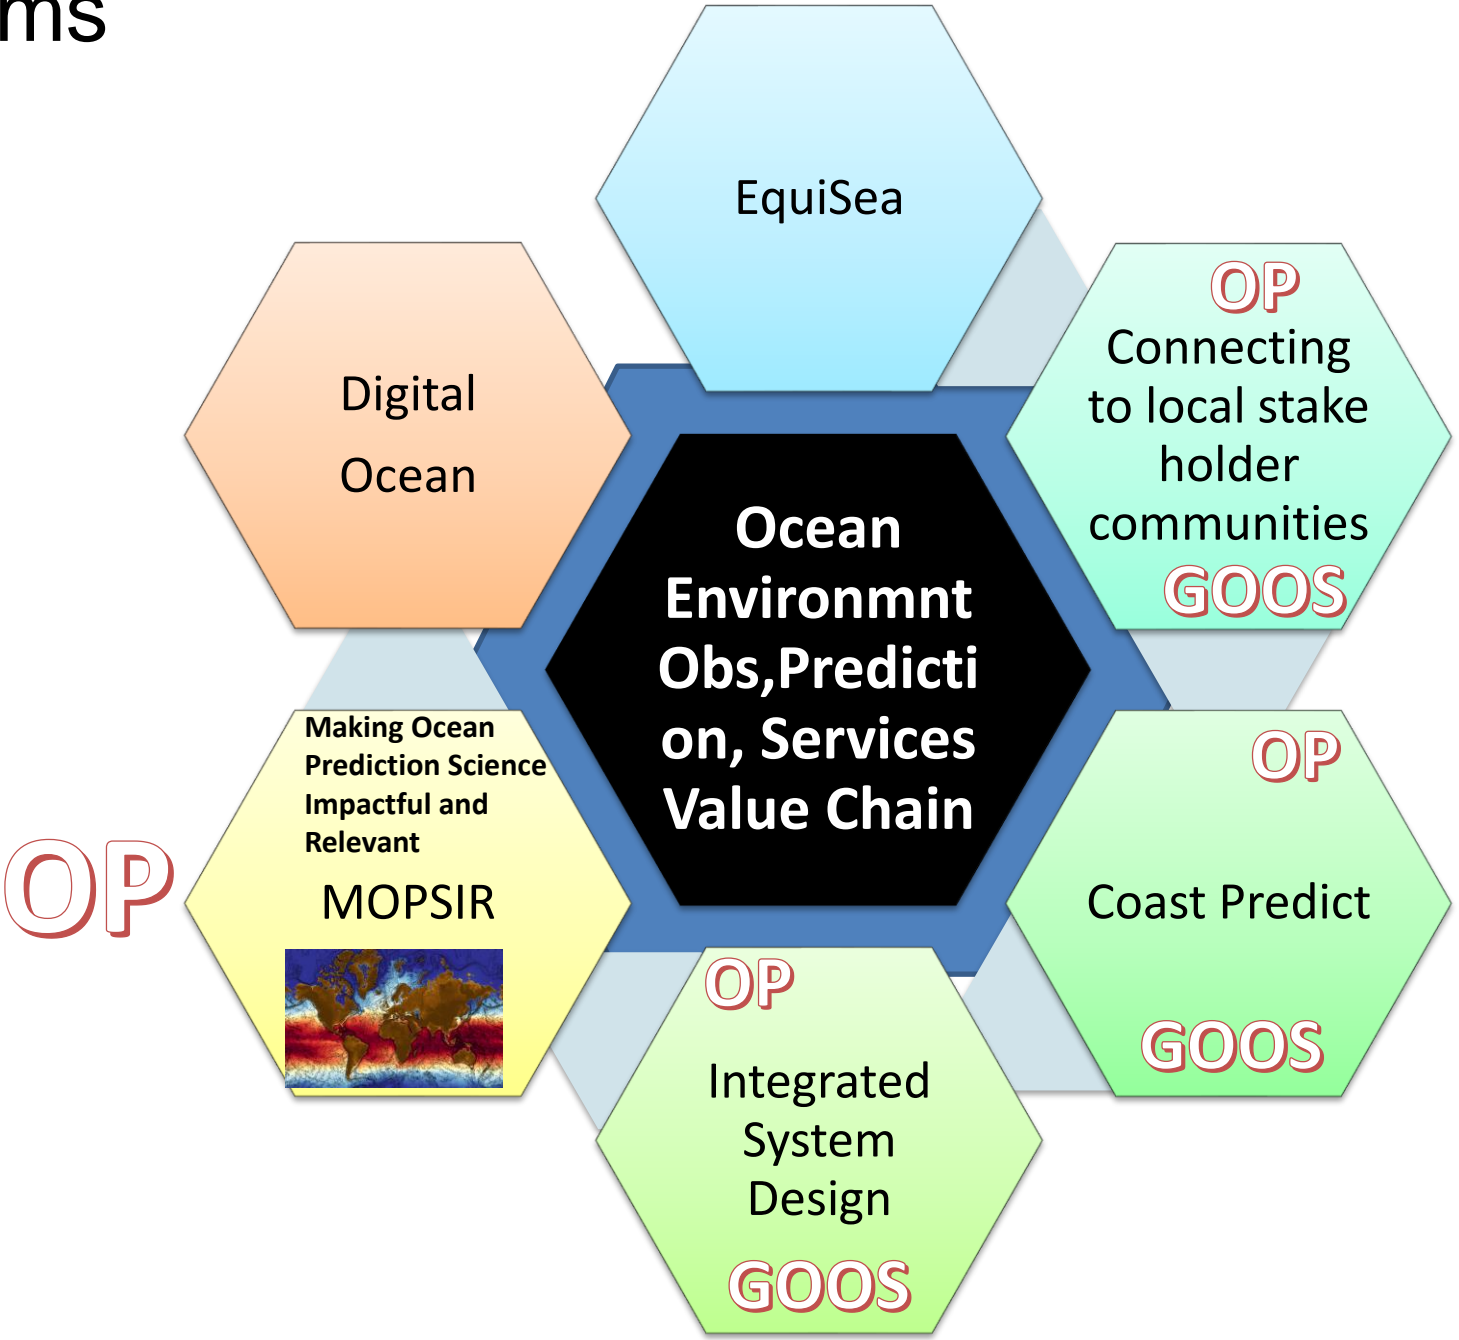 ms
EquiSea
Digital
Ocean
OP
Connecting
to local stake
holder
communities
GOOS
Ocean
Environmnt
Obs,Predicti
on, Services
Value Chain
Making Ocean
Prediction Science
Impactful and
Relevant
MOPSIR
OP
OP
Coast Predict
GOOS
OP
Integrated
System
Design
GOOS